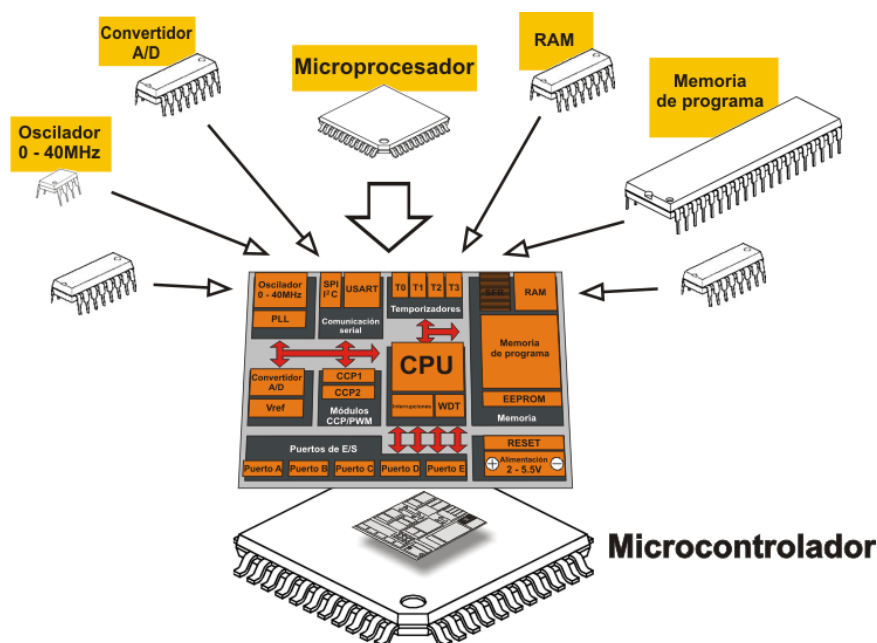 Convertidor
A/D
Microprocesador
RAM
Memoria
de programa
Oscilador
0 - 40MHz
Oscilador
0 - 40MHz
PLL
SPI
I²C
USART
Comunicación
serial
T0
T1
T2
T3
Temporizadores
SFR
RAM
Memoria
de programa
EEPROM
Memoria
Convertidor
A/D
Vref
CCP1
CCP2
Módulos
CCP/PWM
CPU
Interrupciones
WDT
Puertos de E/S
Puerto A
Puerto B
Puerto C
Puerto D
Puerto E
RESET
Alimentación
2 - 5.5V
Microcontrolador